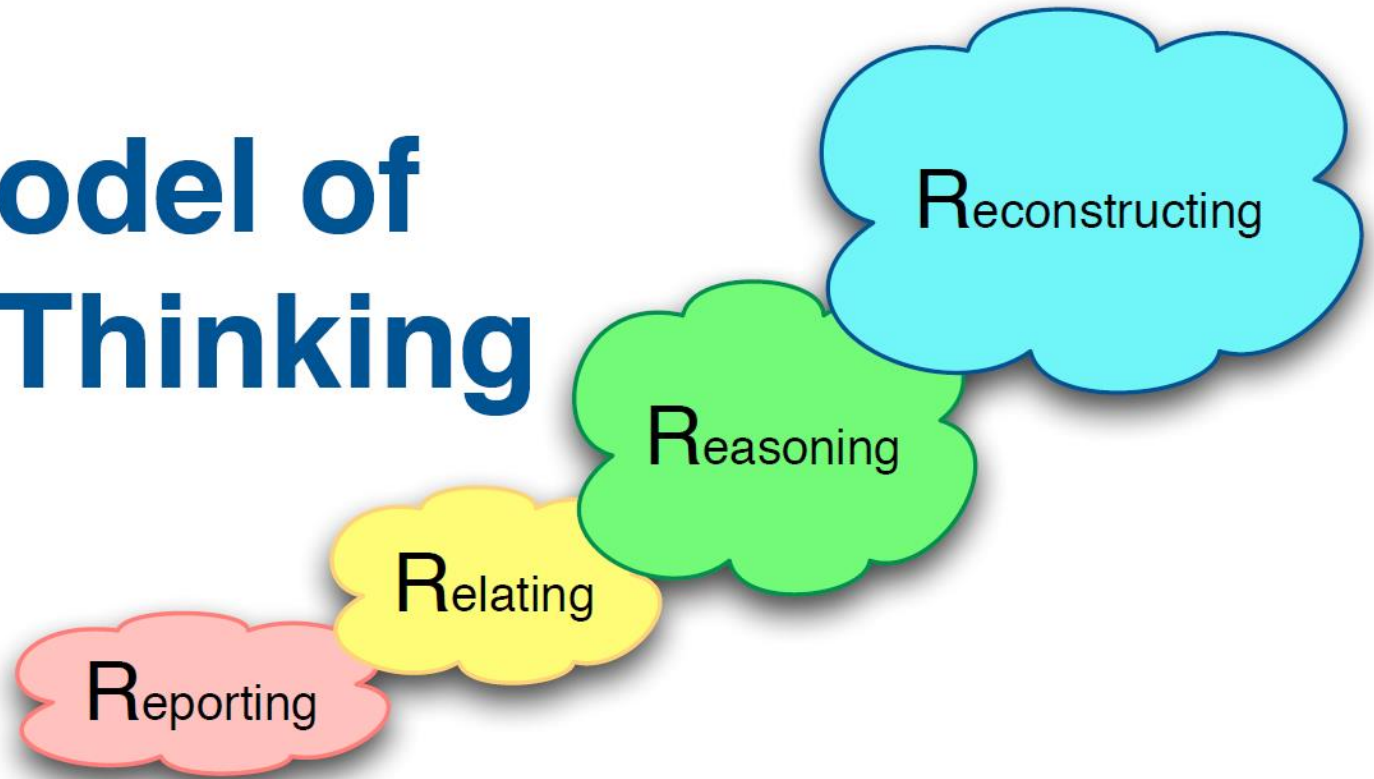 odel of
Thinking
Reconstructing
Reasoning
Relating
Reporting